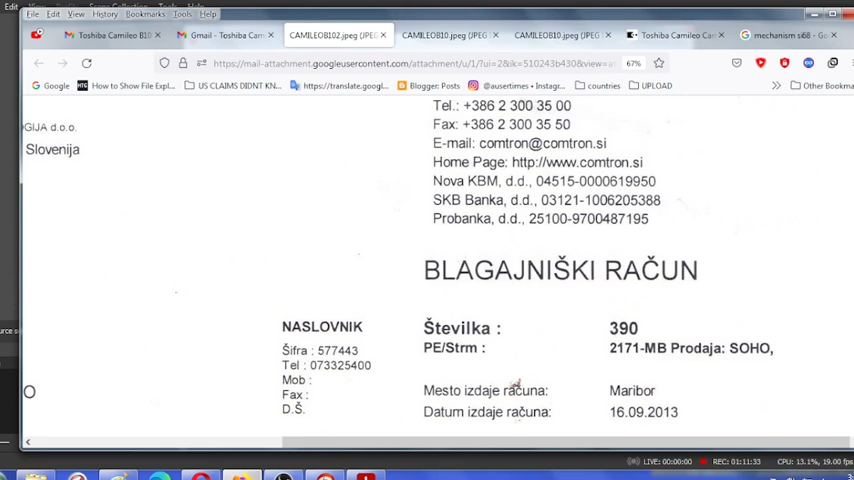 Edit
File Edit View History Bookmarks Tools Help
Toshiba Camileo B10
Gmail - Toshiba Cam
CAMILEOB102.jpeg (JPEG
CAMILEOB10.jpeg (JPEG
CAMILEOB10.jpeg (JPEG I
Toshiba Camileo Cam
mechanism si68 - Goo
https://mail-attachment.googleusercontent.com/attachment/u/1/?ui=2&ik=510243b430&view=a
67%
Google
How to Show File Expl...
US CLAIMS DIDNT KN...
https://translate.googl...
Blogger: Posts
@ausertimes • Instagr...
countries
UPLOAD
Other Bookma
GIJA d.o.o.
Slovenija
Tel.: +386 2 300 35 00
Fax: +386 2 300 35 50
E-mail: comtron@comtron.si
Home Page: http://www.comtron.si
Nova KBM, d.d., 04515-0000619950
SKB Banka, d.d., 03121-1006205388
Probanka, d.d., 25100-9700487195
BLAGAJNIŠKI RAČUN
NASLOVNIK
Šifra : 577443
Tel : 073325400
Mob :
Fax :
D.Š.
O
Številka : 390
PE/Strm : 2171-MB Prodaja: SOHO,
Mesto izdaje računa: Maribor
Datum izdaje računa: 16.09.2013
LIVE: 00:00:00 REC: 01:11:33 CPU: 13.1%, 19.00 fps